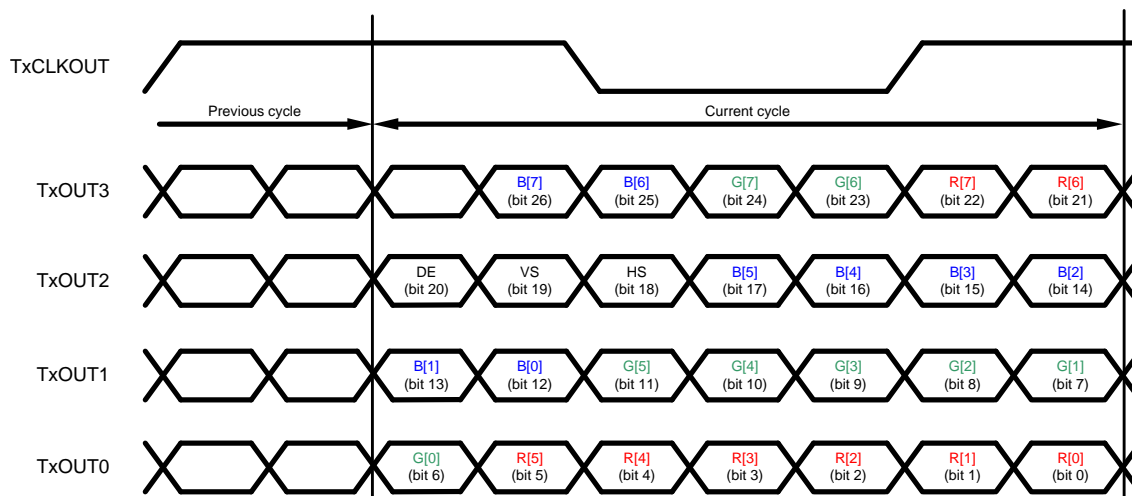 TxCLKOUT
Previous cycle
Current cycle
TxOUT3
B[7]
(bit 26)
B[6]
(bit 25)
G[7]
(bit 24)
G[6]
(bit 23)
R[7]
(bit 22)
R[6]
(bit 21)
TxOUT2
DE
(bit 20)
VS
(bit 19)
HS
(bit 18)
B[5]
(bit 17)
B[4]
(bit 16)
B[3]
(bit 15)
B[2]
(bit 14)
TxOUT1
B[1]
(bit 13)
B[0]
(bit 12)
G[5]
(bit 11)
G[4]
(bit 10)
G[3]
(bit 9)
G[2]
(bit 8)
G[1]
(bit 7)
TxOUT0
G[0]
(bit 6)
R[5]
(bit 5)
R[4]
(bit 4)
R[3]
(bit 3)
R[2]
(bit 2)
R[1]
(bit 1)
R[0]
(bit 0)